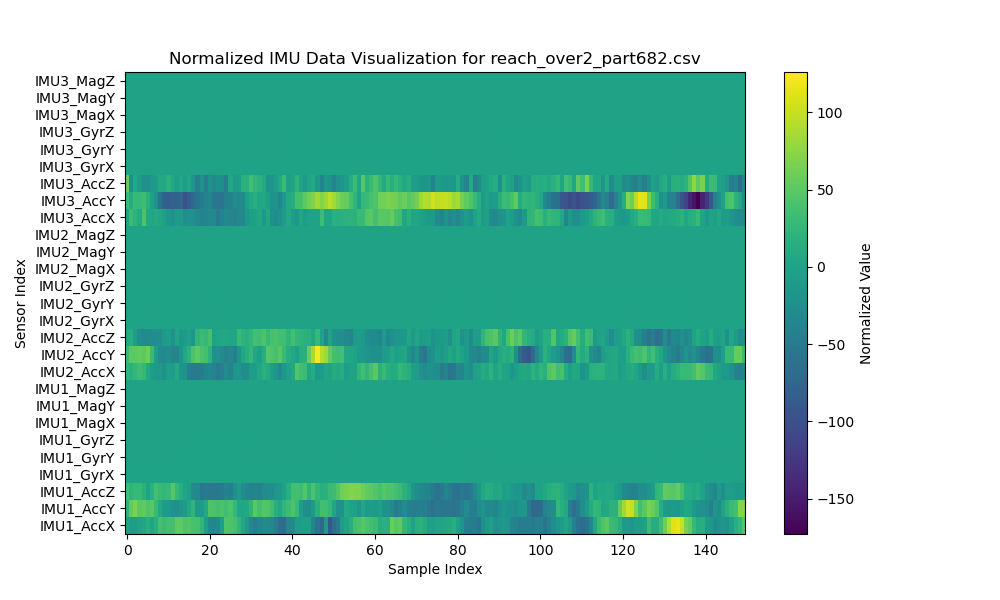 Normalized IMU Data Visualization for reach_over2_part682.csv
IMU3_MagZ
IMU3_MagY
IMU3_MagX
IMU3_GyrZ
IMU3_GyrY
IMU3_GyrX
IMU3_AccZ
IMU3_AccY
IMU3_AccX
IMU2_MagZ
IMU2_MagY
IMU2_MagX
IMU2_GyrZ
IMU2_GyrY
IMU2_GyrX
IMU2_AccZ
IMU2_AccY
IMU2_AccX
IMU1_MagZ
IMU1_MagY
IMU1_MagX
IMU1_GyrZ
IMU1_GyrY
IMU1_GyrX
IMU1_AccZ
IMU1_AccY
IMU1_AccX
Sensor Index
0 20 40 60 80 100 120 140
Sample Index
100
50
0
−50
−100
−150
Normalized Value